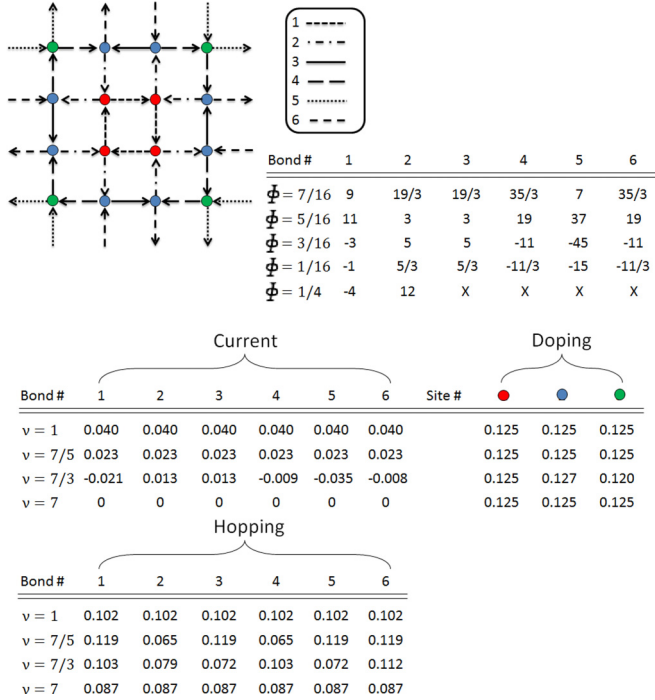 1
2
3
4
5
6
Bond # 1 2 3 4 5 6
Φ = 7/16 9 19/3 19/3 35/3 7 35/3
Φ = 5/16 11 3 3 19 37 19
Φ = 3/16 -3 5 5 -11 -45 -11
Φ = 1/16 -1 5/3 5/3 -11/3 -15 -11/3
Φ = 1/4 -4 12 X X X X
Current Doping
Bond # 1 2 3 4 5 6 Site #
ν = 1 0.040 0.040 0.040 0.040 0.040 0.040 0.125 0.125 0.125
ν = 7/5 0.023 0.023 0.023 0.023 0.023 0.023 0.125 0.125 0.125
ν = 7/3 -0.021 0.013 0.013 -0.009 -0.035 -0.008 0.125 0.127 0.120
ν = 7 0 0 0 0 0 0 0.125 0.125 0.125
Hopping
Bond # 1 2 3 4 5 6
ν = 1 0.102 0.102 0.102 0.102 0.102 0.102
ν = 7/5 0.119 0.065 0.119 0.065 0.119 0.119
ν = 7/3 0.103 0.079 0.072 0.103 0.072 0.112
ν = 7 0.087 0.087 0.087 0.087 0.087 0.087